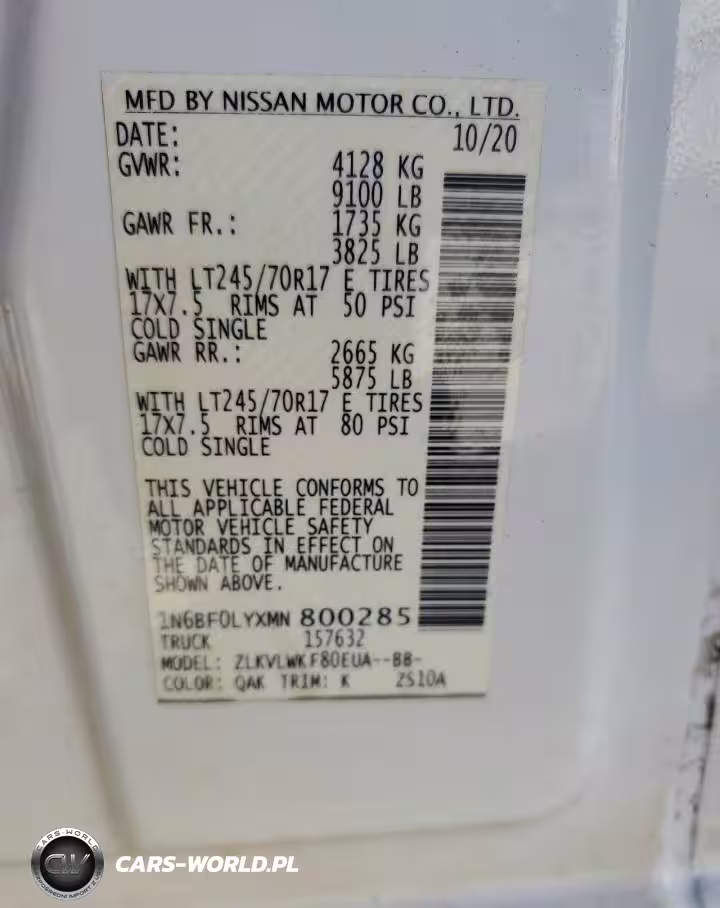 MFD BY NISSAN MOTOR CO., LTD.
DATE: 10/20
GVWR: 4128 KG
9100 LB
GAWR FR.: 1735 KG
3825 LB
WITH LT245/70R17 E TIRES
17X7.5 RIMS AT 50 PSI
COLD SINGLE
GAWR RR.: 2665 KG
5875 LB
WITH LT245/70R17 E TIRES
17X7.5 RIMS AT 80 PSI
COLD SINGLE
THIS VEHICLE CONFORMS TO
ALL APPLICABLE FEDERAL
MOTOR VEHICLE SAFETY
STANDARDS IN EFFECT ON
THE DATE OF MANUFACTURE
SHOWN ABOVE.
1N6BF0LYXMN 800285
TRUCK 157632
MODEL: ZLKVLWKF80EUA--BB-
COLOR: QAK TRIM: K ZS10A
CARS-WORLD
CW
CARS-WORLD.PL